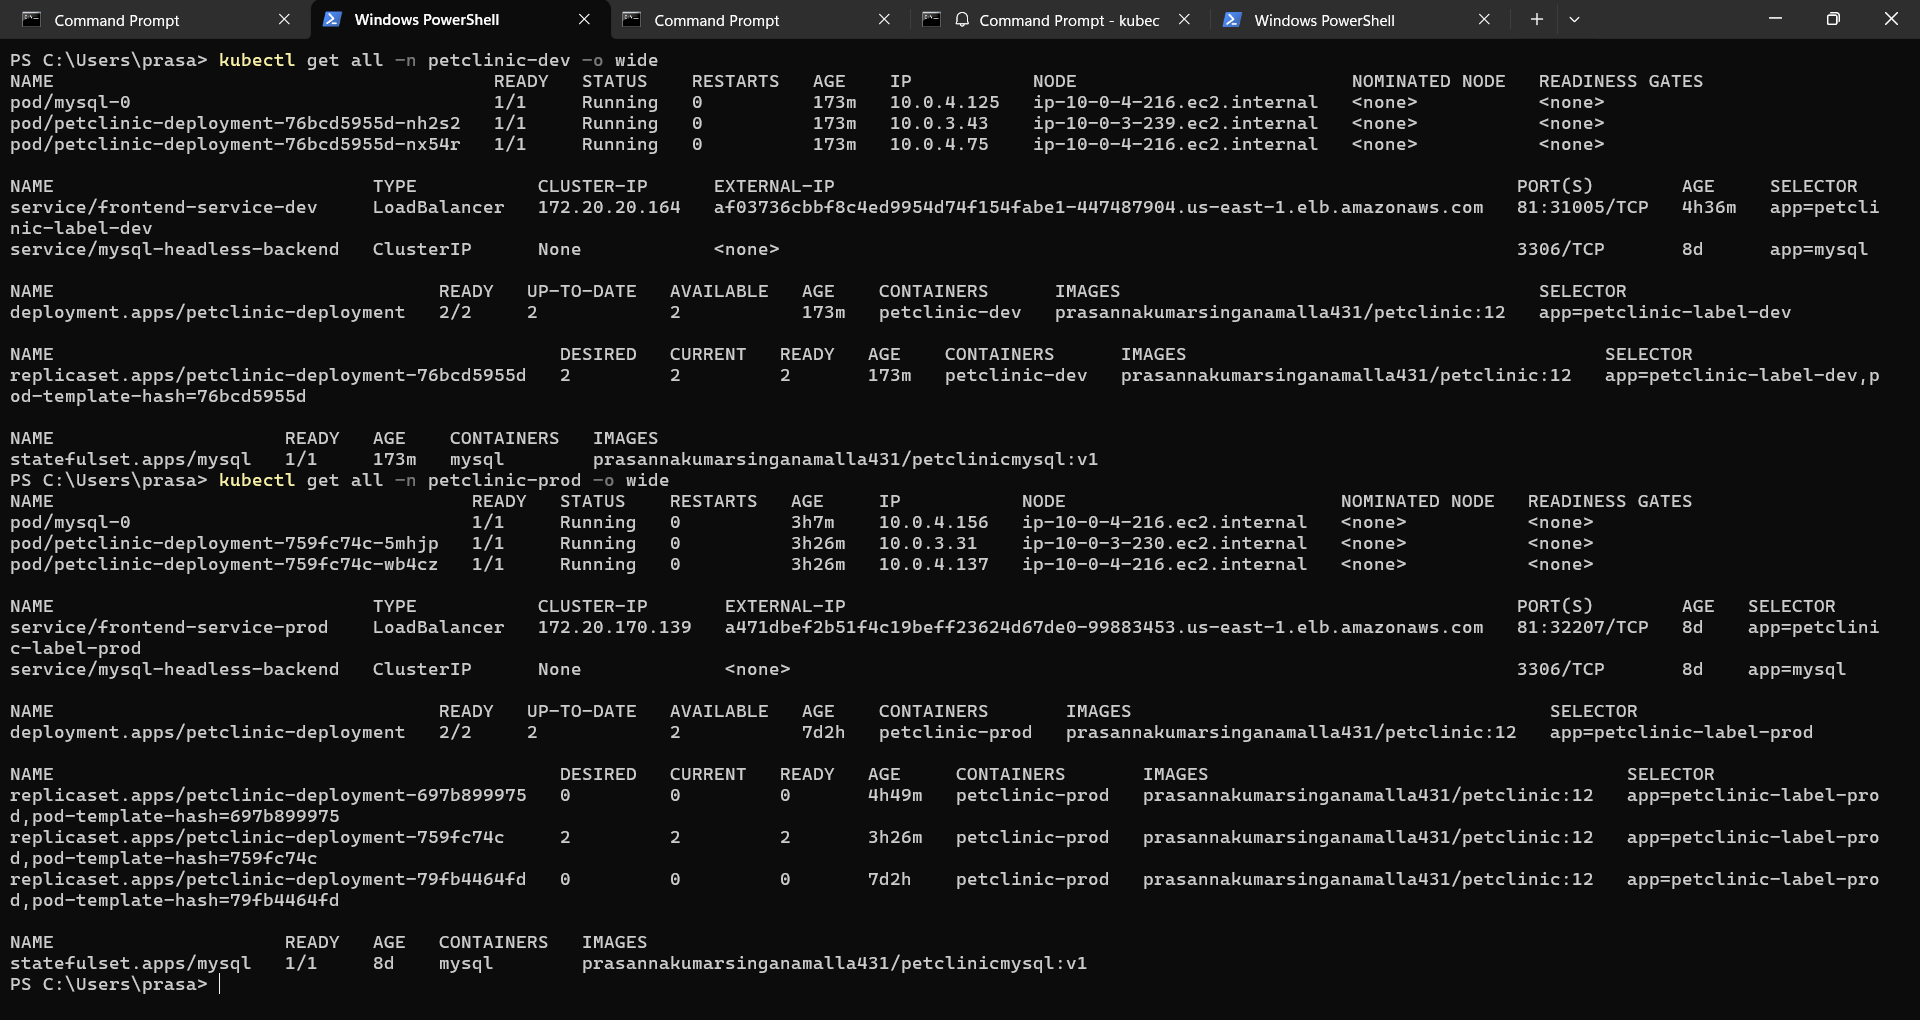 Command Prompt
Windows PowerShell
Command Prompt
Command Prompt - kubec
Windows PowerShell
PS C:\Users\prasa> kubectl get all -n petclinic-dev -o wide
NAME READY STATUS RESTARTS AGE IP NODE NOMINATED NODE READINESS GATES
pod/mysql-0 1/1 Running 0 173m 10.0.4.125 ip-10-0-4-216.ec2.internal <none> <none>
pod/petclinic-deployment-76bcd5955d-nh2s2 1/1 Running 0 173m 10.0.3.43 ip-10-0-3-239.ec2.internal <none> <none>
pod/petclinic-deployment-76bcd5955d-nx54r 1/1 Running 0 173m 10.0.4.75 ip-10-0-4-216.ec2.internal <none> <none>
NAME TYPE CLUSTER-IP EXTERNAL-IP PORT(S) AGE SELECTOR
service/frontend-service-dev LoadBalancer 172.20.20.164 af03736cbbf8c4ed9954d74f154fabe1-447487904.us-east-1.elb.amazonaws.com 81:31005/TCP 4h36m app=petcli
nic-label-dev
service/mysql-headless-backend ClusterIP None <none> 3306/TCP 8d app=mysql
NAME READY UP-TO-DATE AVAILABLE AGE CONTAINERS IMAGES SELECTOR
deployment.apps/petclinic-deployment 2/2 2 2 173m petclinic-dev prasannakumarsinganamalla431/petclinic:12 app=petclinic-label-dev
NAME DESIRED CURRENT READY AGE CONTAINERS IMAGES SELECTOR
replicaset.apps/petclinic-deployment-76bcd5955d 2 2 2 173m petclinic-dev prasannakumarsinganamalla431/petclinic:12 app=petclinic-label-dev,p
od-template-hash=76bcd5955d
NAME READY AGE CONTAINERS IMAGES
statefulset.apps/mysql 1/1 173m mysql prasannakumarsinganamalla431/petclinicmysql:v1
PS C:\Users\prasa> kubectl get all -n petclinic-prod -o wide
NAME READY STATUS RESTARTS AGE IP NODE NOMINATED NODE READINESS GATES
pod/mysql-0 1/1 Running 0 3h7m 10.0.4.156 ip-10-0-4-216.ec2.internal <none> <none>
pod/petclinic-deployment-759fc74c-5mhjp 1/1 Running 0 3h26m 10.0.3.31 ip-10-0-3-230.ec2.internal <none> <none>
pod/petclinic-deployment-759fc74c-wb4cz 1/1 Running 0 3h26m 10.0.4.137 ip-10-0-4-216.ec2.internal <none> <none>
NAME TYPE CLUSTER-IP EXTERNAL-IP PORT(S) AGE SELECTOR
service/frontend-service-prod LoadBalancer 172.20.170.139 a471dbef2b51f4c19beff23624d67de0-99883453.us-east-1.elb.amazonaws.com 81:32207/TCP 8d app=petclini
c-label-prod
service/mysql-headless-backend ClusterIP None <none> 3306/TCP 8d app=mysql
NAME READY UP-TO-DATE AVAILABLE AGE CONTAINERS IMAGES SELECTOR
deployment.apps/petclinic-deployment 2/2 2 2 7d2h petclinic-prod prasannakumarsinganamalla431/petclinic:12 app=petclinic-label-prod
NAME DESIRED CURRENT READY AGE CONTAINERS IMAGES SELECTOR
replicaset.apps/petclinic-deployment-697b899975 0 0 0 4h49m petclinic-prod prasannakumarsinganamalla431/petclinic:12 app=petclinic-label-pro
d,pod-template-hash=697b899975
replicaset.apps/petclinic-deployment-759fc74c 2 2 2 3h26m petclinic-prod prasannakumarsinganamalla431/petclinic:12 app=petclinic-label-pro
d,pod-template-hash=759fc74c
replicaset.apps/petclinic-deployment-79fb4464fd 0 0 0 7d2h petclinic-prod prasannakumarsinganamalla431/petclinic:12 app=petclinic-label-pro
d,pod-template-hash=79fb4464fd
NAME READY AGE CONTAINERS IMAGES
statefulset.apps/mysql 1/1 8d mysql prasannakumarsinganamalla431/petclinicmysql:v1
PS C:\Users\prasa>